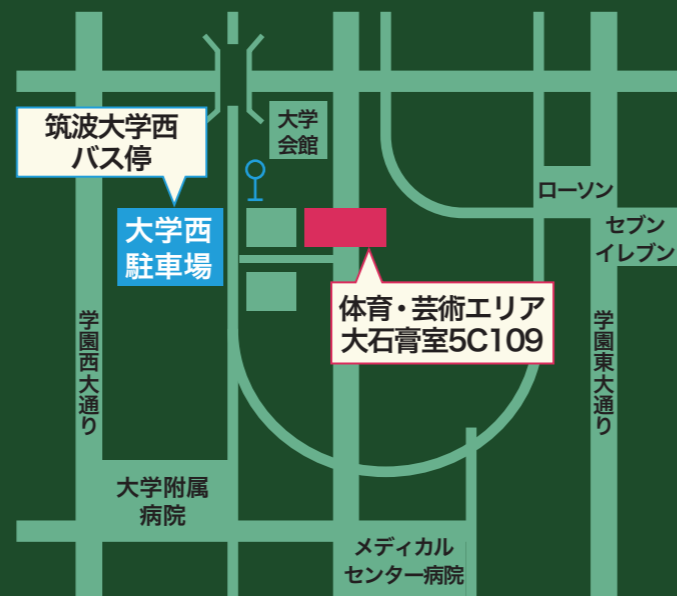 筑波大学西
バス停
大学
会館
大学西
駐車場
ローソン
セブン
イレブン
体育・芸術エリア
大石膏室5C109
学園西大通り
学園東大通り
大学附属
病院
メディカル
センター病院